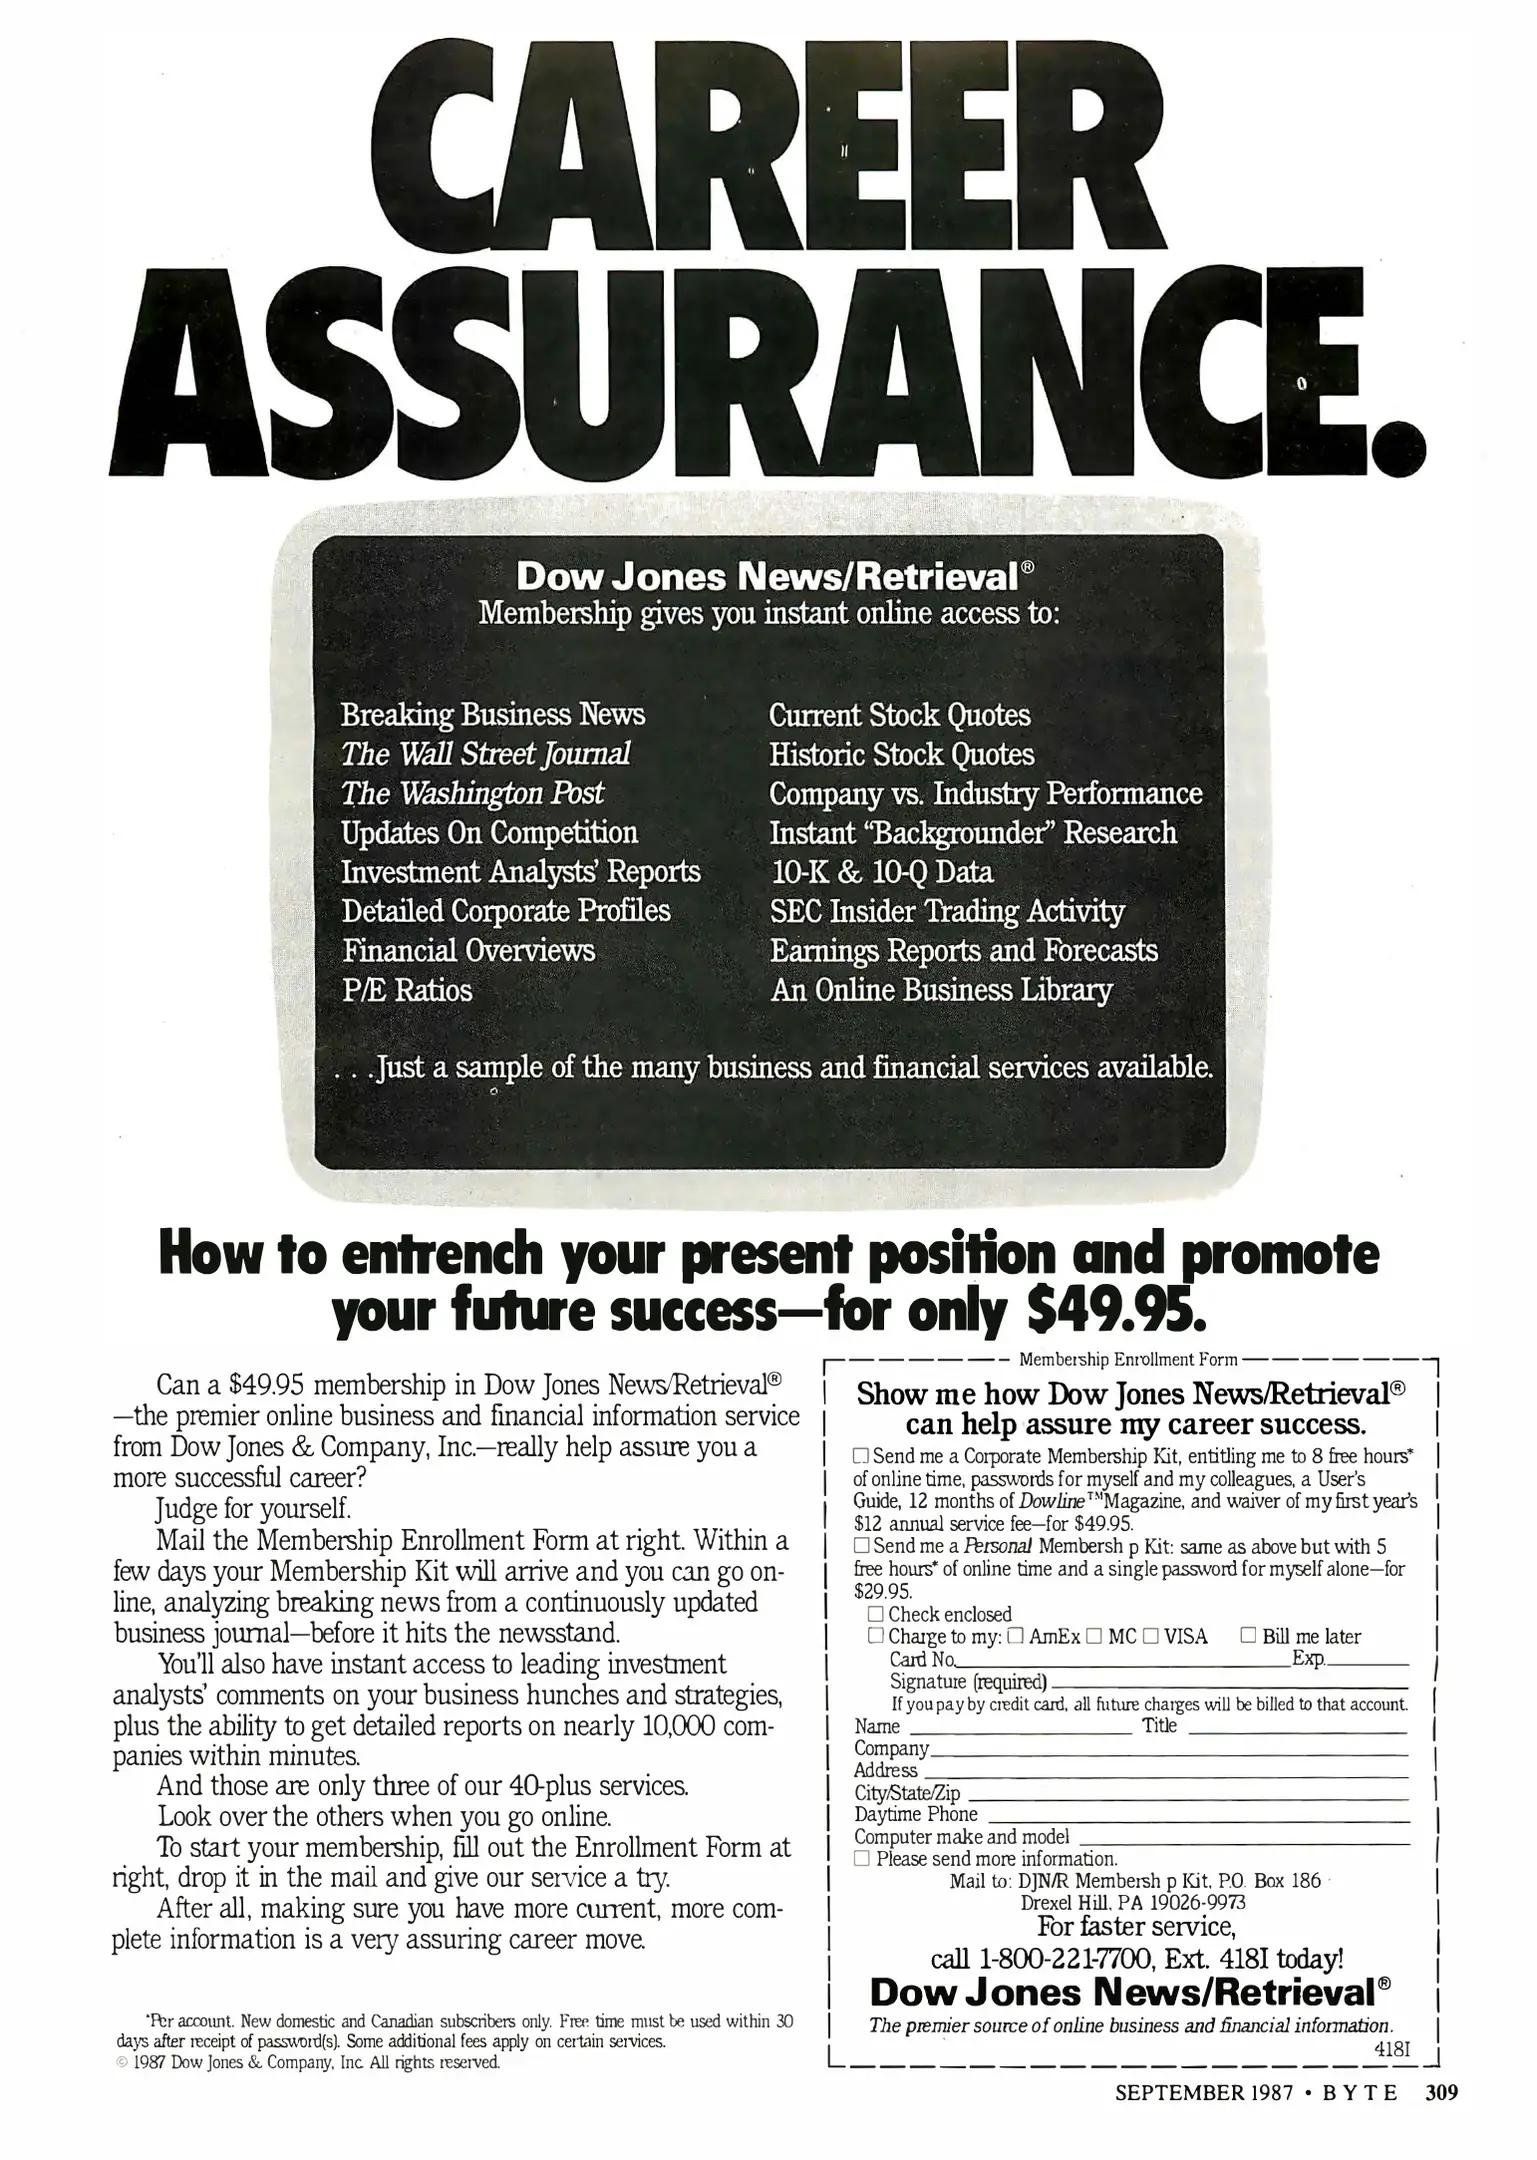 CAREER
ASSURANCE.
Dow Jones News/Retrieval®
Membership gives you instant online access to:
Breaking Business News
The Wall Street Journal
The Washington Post
Updates On Competition
Investment Analysts' Reports
Detailed Corporate Profiles
Financial Overviews
P/E Ratios
Current Stock Quotes
Historic Stock Quotes
Company vs. Industry Performance
Instant “Backgrounder” Research
10-K & 10-Q Data
SEC Insider Trading Activity
Earnings Reports and Forecasts
An Online Business Library
. . .Just a sample of the many business and financial services available.
How to entrench your present position and promote
your future success—for only $49.95.
Can a $49.95 membership in Dow Jones News/Retrieval®
—the premier online business and financial information service
from Dow Jones & Company, Inc.—really help assure you a
more successful career?
Judge for yourself.
Mail the Membership Enrollment Form at right. Within a
few days your Membership Kit will arrive and you can go on-
line, analyzing breaking news from a continuously updated
business journal—before it hits the newsstand.
You'll also have instant access to leading investment
analysts' comments on your business hunches and strategies,
plus the ability to get detailed reports on nearly 10,000 com-
panies within minutes.
And those are only three of our 40-plus services.
Look over the others when you go online.
To start your membership, fill out the Enrollment Form at
right, drop it in the mail and give our service a try.
After all, making sure you have more current, more com-
plete information is a very assuring career move.
*Per account. New domestic and Canadian subscribers only. Free time must be used within 30
days after receipt of password(s). Some additional fees apply on certain services.
© 1987 Dow Jones & Company, Inc. All rights reserved.
Membership Enrollment Form
Show me how Dow Jones News/Retrieval®
can help assure my career success.
☐ Send me a Corporate Membership Kit, entitling me to 8 free hours*
of online time, passwords for myself and my colleagues, a User's
Guide, 12 months of Dowline™ Magazine, and waiver of my first year's
$12 annual service fee—for $49.95.
☐ Send me a Personal Membersh p Kit: same as above but with 5
free hours* of online time and a single password for myself alone—for
$29.95.
☐ Check enclosed
☐ Charge to my: ☐ AmEx ☐ MC ☐ VISA ☐ Bill me later
Card No. Exp.
Signature (required)
If you pay by credit card, all future charges will be billed to that account.
Name Title
Company
Address
City/State/Zip
Daytime Phone
Computer make and model
☐ Please send more information.
Mail to: DJN/R Membersh p Kit, P.O. Box 186
Drexel Hill, PA 19026-9973
For faster service,
call 1-800-221-7700, Ext. 418I today!
Dow Jones News/Retrieval®
The premier source of online business and financial information.
418I
SEPTEMBER 1987 • B Y T E 309